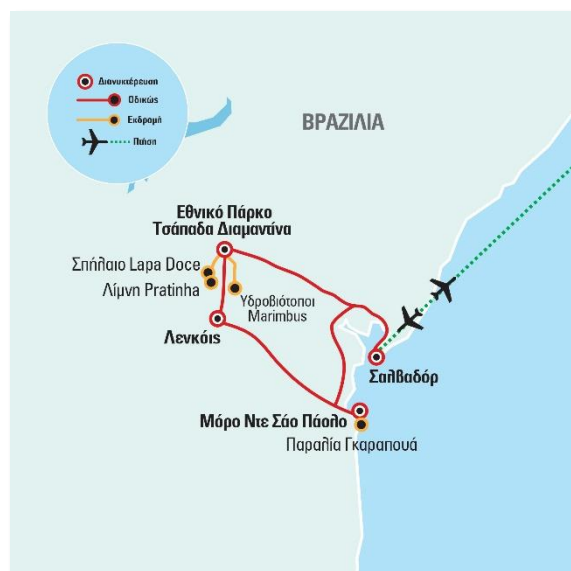 Διανυκτέρευση
Οδικώς
Εκδρομή
Πτήση
ΒΡΑΖΙΛΙΑ
Εθνικό Πάρκο
Τσάπαδα Διαμαντίνα
Σπήλαιο Lapa Doce
Λίμνη Pratinha
Υδροβιότοποι
Marimbus
Λενκόις
Σαλβαδόρ
Μόρο Ντε Σάο Πάολο
Παραλία Γκαραπουά